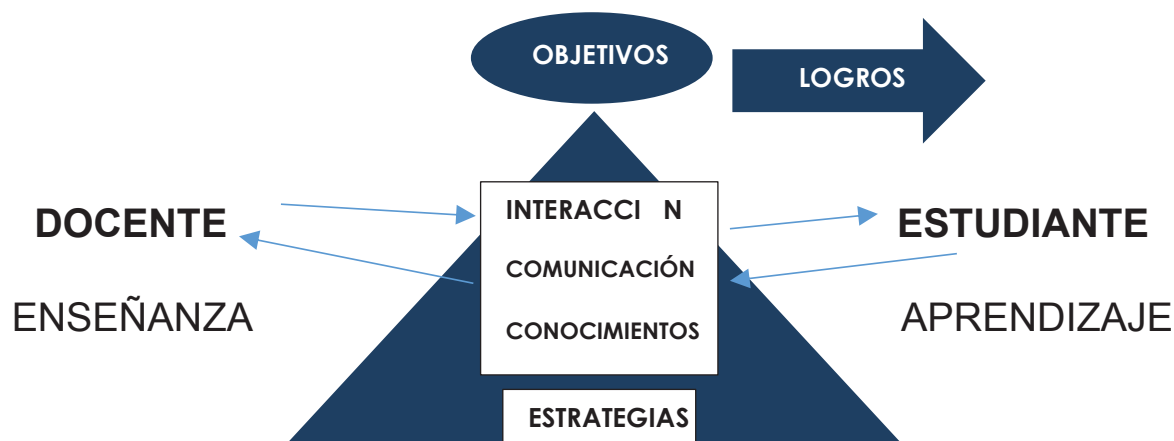 OBJETIVOS
LOGROS
INTERACCI N
DOCENTE
ESTUDIANTE
COMUNICACIÓN
ENSEÑANZA
APRENDIZAJE
CONOCIMIENTOS
ESTRATEGIAS